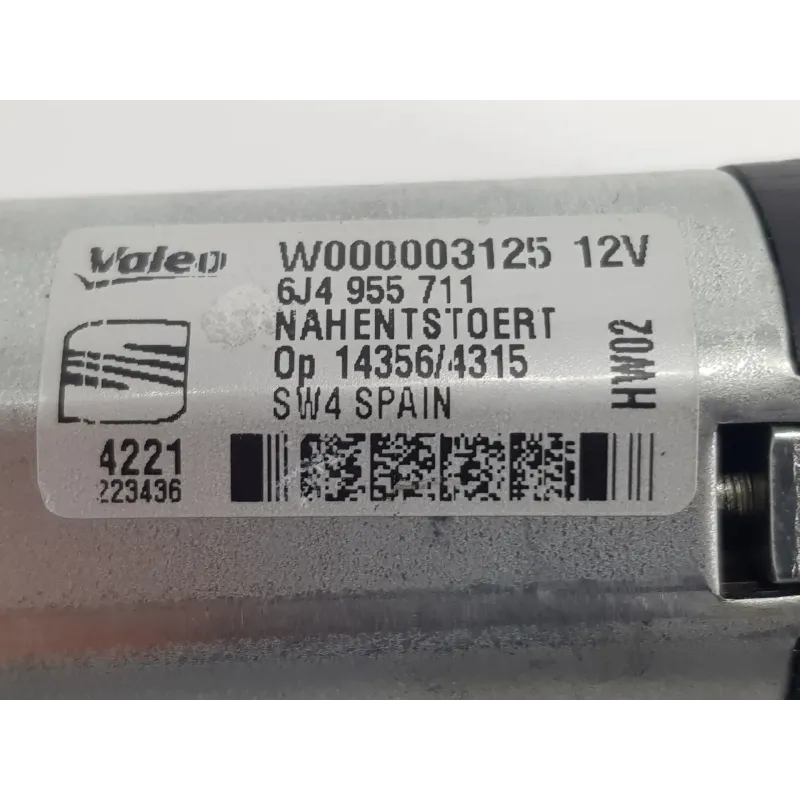 Valeo
W000003125 12V
6J4 955 711
NAHENTSTOERT
Op 14356/4315
SW4 SPAIN
HW02
4221
223436